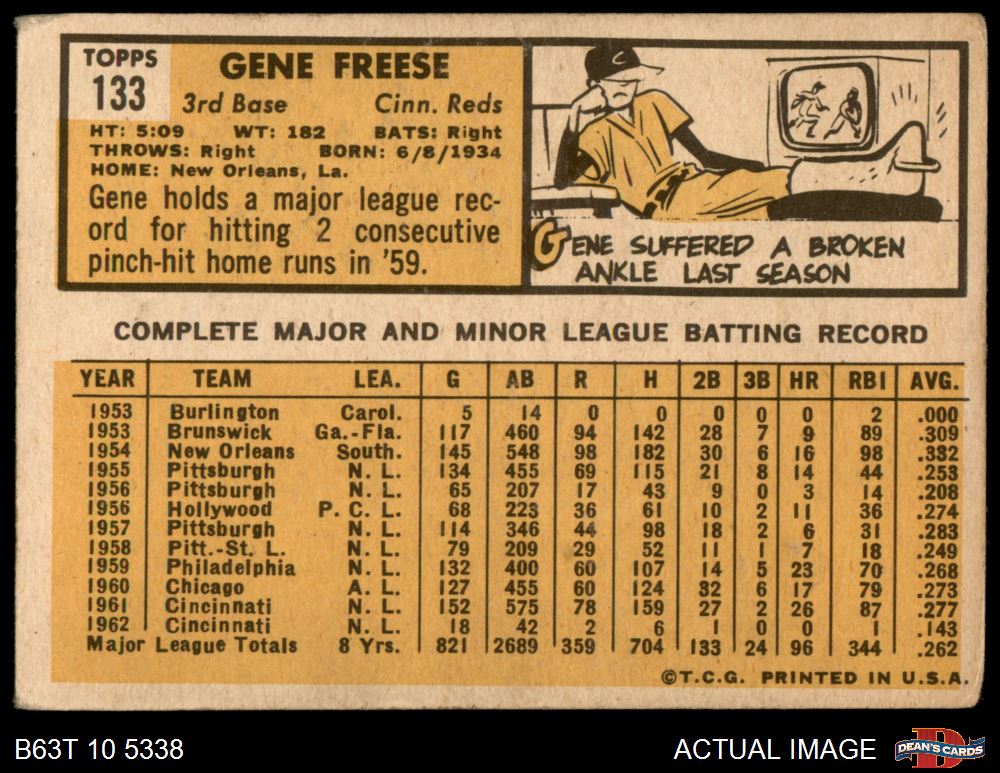 TOPPS
133
GENE FREESE
3rd Base Cinn. Reds
HT: 5:09 WT: 182 BATS: Right
THROWS: Right BORN: 6/8/1934
HOME: New Orleans, La.
Gene holds a major league rec-
ord for hitting 2 consecutive
pinch-hit home runs in '59.
GENE SUFFERED A BROKEN
ANKLE LAST SEASON
COMPLETE MAJOR AND MINOR LEAGUE BATTING RECORD
YEAR TEAM LEA. G AB R H 2B 3B HR RBI AVG.
1953 Burlington Carol. 5 14 0 0 0 0 0 2 .000
1953 Brunswick Ga.-Fla. 117 460 94 142 28 7 9 89 .309
1954 New Orleans South. 145 548 98 182 30 6 16 98 .332
1955 Pittsburgh N. L. 134 455 69 115 21 8 14 44 .253
1956 Pittsburgh N. L. 65 207 17 43 9 0 3 14 .208
1956 Hollywood P. C. L. 68 223 36 61 10 2 11 36 .274
1957 Pittsburgh N. L. 114 346 44 98 18 2 6 31 .283
1958 Pitt.-St. L. N. L. 79 209 29 52 11 1 7 18 .249
1959 Philadelphia N. L. 132 400 60 107 14 5 23 70 .268
1960 Chicago A. L. 127 455 60 124 32 6 17 79 .273
1961 Cincinnati N. L. 152 575 78 159 27 2 26 87 .277
1962 Cincinnati N. L. 18 42 2 6 1 0 0 1 .143
Major League Totals 8 Yrs. 821 2689 359 704 133 24 96 344 .262
©T.C.G. PRINTED IN U.S.A.
B63T 10 5338
ACTUAL IMAGE
D
DEAN'S CARDS